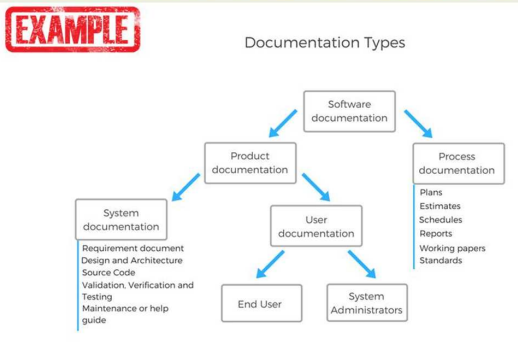 EXAMPLE
Documentation Types
Software
documentation
Product
documentation
Process
documentation
Plans
Estimates
Schedules
Reports
Working papers
Standards
System
documentation
Requirement document
Design and Architecture
Source Code
Validation, Verification and
Testing
Maintenance or help
guide
User
documentation
End User
System
Administrators